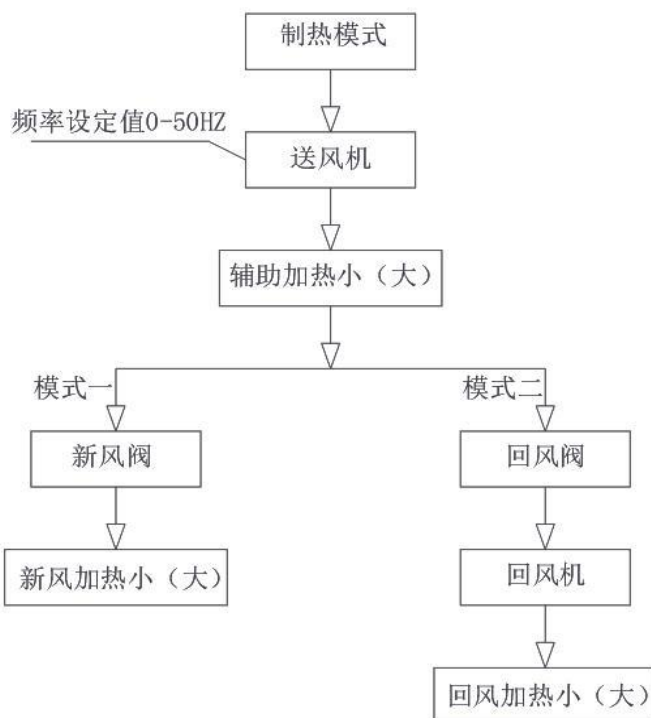 制热模式
频率设定值0-50HZ
送风机
辅助加热小（大）
模式一
模式二
新风阀
回风阀
新风加热小（大）
回风机
回风加热小（大）